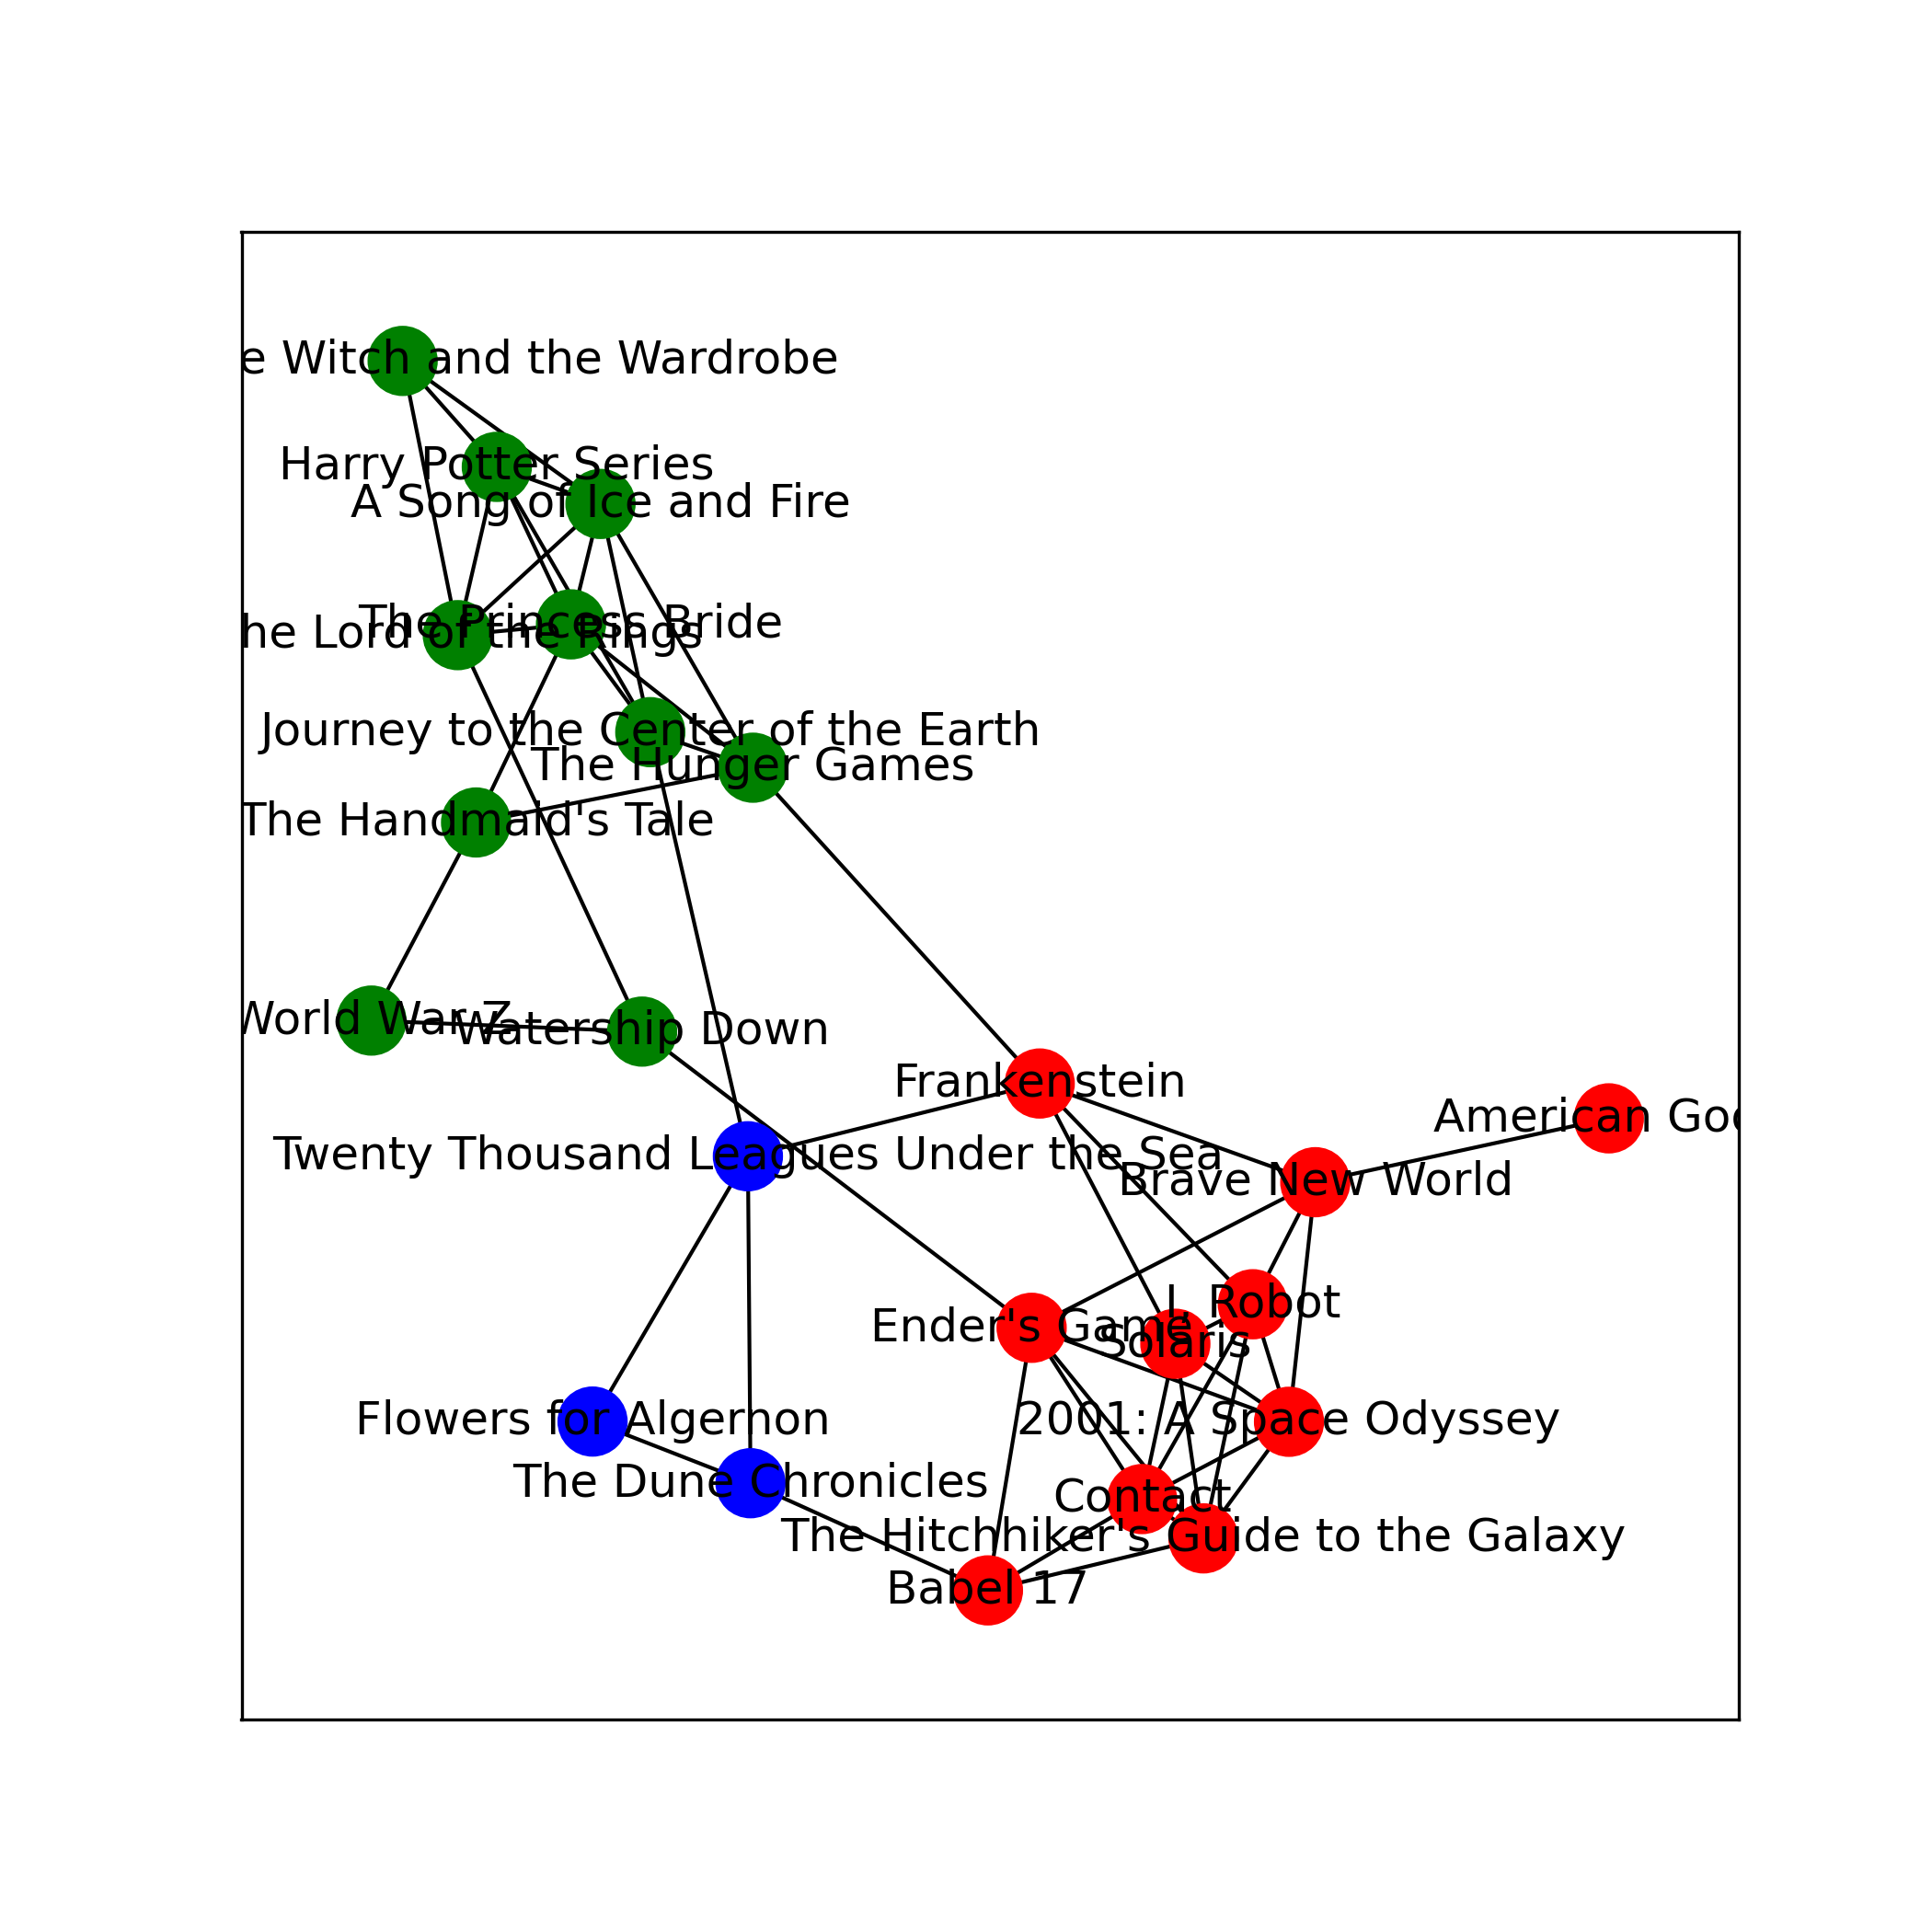 e Witch and the Wardrobe
Harry Potter Series
A Song of Ice and Fire
The Princess Bride
he Lord of the Rings
Journey to the Center of the Earth
The Hunger Games
The Handmaid's Tale
World War Z
Watership Down
Frankenstein
American Goo
Twenty Thousand Leagues Under the Sea
Brave New World
I, Robot
Ender's Game
Solaris
Flowers for Algernon
2001: A Space Odyssey
The Dune Chronicles
Contact
The Hitchhiker's Guide to the Galaxy
Babel 17